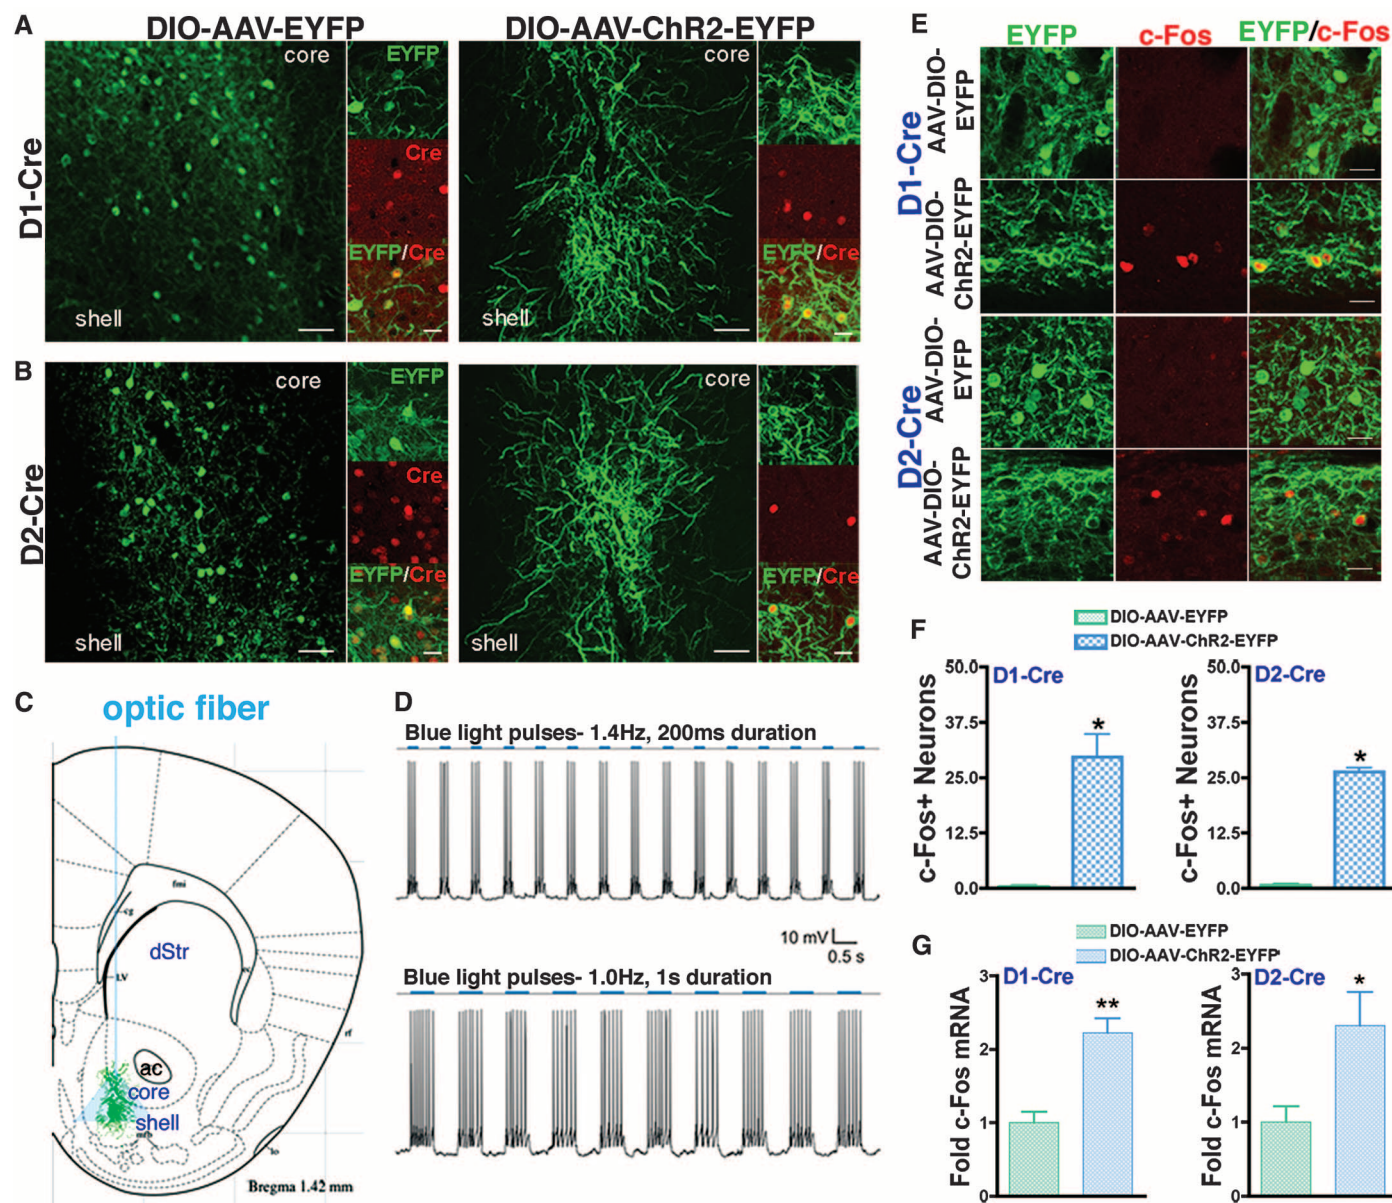 A
DIO-AAV-EYFP
DIO-AAV-ChR2-EYFP
D1-Cre
core
shell
EYFP
Cre
EYFP/Cre
core
shell
EYFP/Cre
B
D2-Cre
core
shell
EYFP
Cre
EYFP/Cre
core
shell
EYFP/Cre
C
optic fiber
fmi
cg
dStr
LV
ec
rf
ac
core
shell
lo
Bregma 1.42 mm
D
Blue light pulses- 1.4Hz, 200ms duration
10 mV
0.5 s
Blue light pulses- 1.0Hz, 1s duration
E
EYFP
c-Fos
EYFP/c-Fos
D1-Cre
AAV-DIO-
EYFP
AAV-DIO-
ChR2-EYFP
D2-Cre
AAV-DIO-
EYFP
AAV-DIO-
ChR2-EYFP
F
DIO-AAV-EYFP
DIO-AAV-ChR2-EYFP
c-Fos+ Neurons
50.0
37.5
25.0
12.5
0.0
D1-Cre
*
c-Fos+ Neurons
50.0
37.5
25.0
12.5
0.0
D2-Cre
*
G
DIO-AAV-EYFP
DIO-AAV-ChR2-EYFP
Fold c-Fos mRNA
3
2
1
0
D1-Cre
**
Fold c-Fos mRNA
3
2
1
0
D2-Cre
*